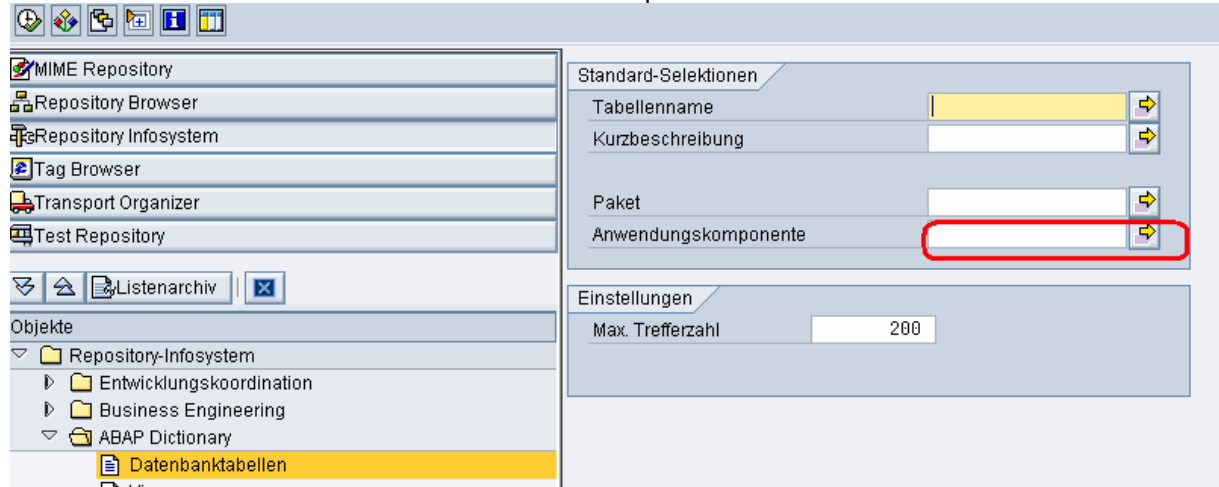 MIME Repository
Repository Browser
Repository Infosystem
Tag Browser
Transport Organizer
Test Repository
Listenarchiv
Objekte
Repository-Infosystem
Entwicklungskoordination
Business Engineering
ABAP Dictionary
Datenbanktabellen
Standard-Selektionen
Tabellenname
Kurzbeschreibung
Paket
Anwendungskomponente
Einstellungen
Max. Trefferzahl 200